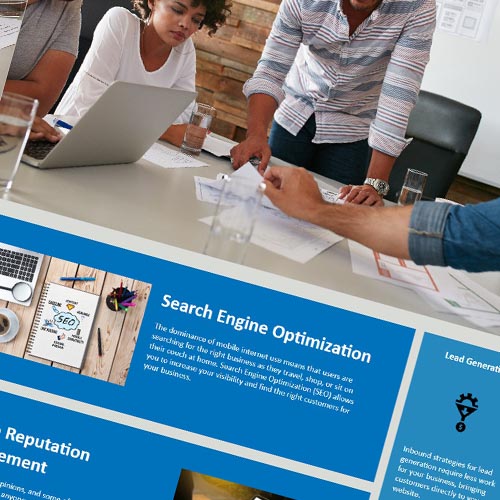 Search Engine Optimization
The dominance of mobile internet use means that users are
searching for the right business as they travel, shop, or sit on
their couch at home. Search Engine Optimization (SEO) allows
you to increase your visibility and find the right customers for
your business.
SEO
Lead Generati
Inbound strategies for lead
generation require less work
for your business, bringing
customers directly to your
website.
Reputation
ement
opinions, and some
anyone